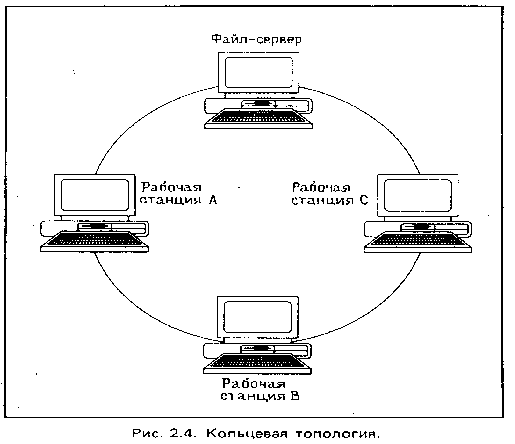 Файл-сервер
Рабочая
станция А
Рабочая
станция С
Рабочая
станция В
Рис. 2.4. Кольцевая топология.